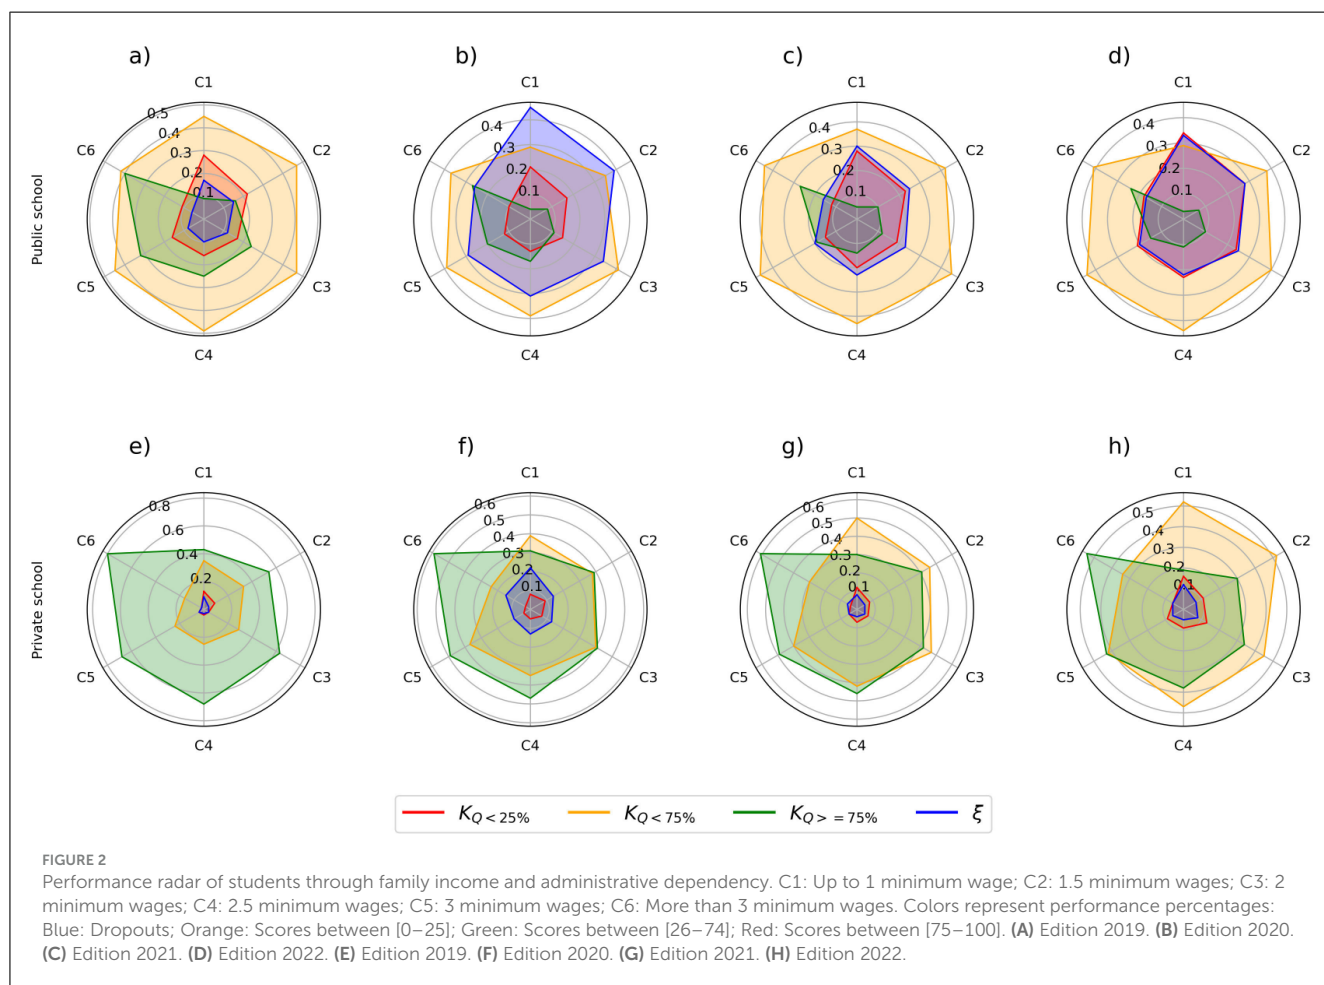 a)
b)
c)
d)
C1
C1
C1
C1
0.5
0.4
0.3
0.2
0.1
0.4
0.3
0.2
0.1
0.4
0.3
0.2
0.1
0.4
0.3
0.2
0.1
C6
C2
C6
C2
C6
C2
C6
C2
Public school
C5
C3
C5
C3
C5
C3
C5
C3
C4
C4
C4
C4
e)
f)
g)
h)
C1
C1
C1
C1
0.8
0.6
0.4
0.2
0.6
0.5
0.4
0.3
0.2
0.1
0.6
0.5
0.4
0.3
0.2
0.1
0.5
0.4
0.3
0.2
0.1
C6
C2
C6
C2
C6
C2
C6
C2
Private school
C5
C3
C5
C3
C5
C3
C5
C3
C4
C4
C4
C4
K_{Q<25%} K_{Q<75%} K_{Q>=75%} ξ
FIGURE 2
Performance radar of students through family income and administrative dependency. C1: Up to 1 minimum wage; C2: 1.5 minimum wages; C3: 2
minimum wages; C4: 2.5 minimum wages; C5: 3 minimum wages; C6: More than 3 minimum wages. Colors represent performance percentages:
Blue: Dropouts; Orange: Scores between [0–25]; Green: Scores between [26–74]; Red: Scores between [75–100]. (A) Edition 2019. (B) Edition 2020.
(C) Edition 2021. (D) Edition 2022. (E) Edition 2019. (F) Edition 2020. (G) Edition 2021. (H) Edition 2022.